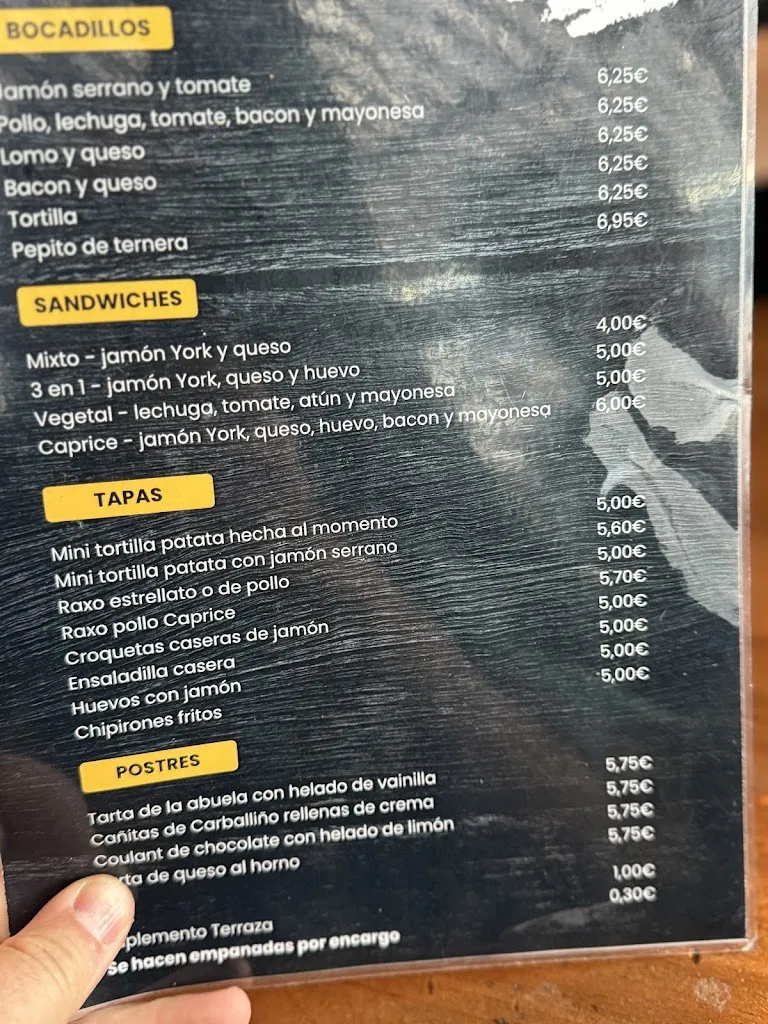 BOCADILLOS
Jamón serrano y tomate 6,25€
Pollo, lechuga, tomate, bacon y mayonesa 6,25€
Lomo y queso 6,25€
Bacon y queso 6,25€
Tortilla 6,25€
Pepito de ternera 6,95€
SANDWICHES
Mixto - jamón York y queso 4,00€
3 en 1 - jamón York, queso y huevo 5,00€
Vegetal - lechuga, tomate, atún y mayonesa 5,00€
Caprice - jamón York, queso, huevo, bacon y mayonesa 6,00€
TAPAS
Mini tortilla patata hecha al momento 5,00€
Mini tortilla patata con jamón serrano 5,60€
Raxo estrellato o de pollo 5,00€
Raxo pollo Caprice 5,70€
Croquetas caseras de jamón 5,00€
Ensaladilla casera 5,00€
Huevos con jamón 5,00€
Chipirones fritos 5,00€
POSTRES
Tarta de la abuela con helado de vainilla 5,75€
Cañitas de Carballiño rellenas de crema 5,75€
Coulant de chocolate con helado de limón 5,75€
rta de queso al horno 5,75€
1,00€
plemento Terraza 0,30€
Se hacen empanadas por encargo